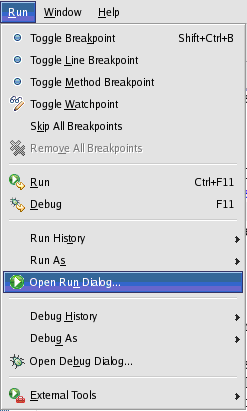 Run Window Help
Toggle Breakpoint Shift+Ctrl+B
Toggle Line Breakpoint
Toggle Method Breakpoint
Toggle Watchpoint
Skip All Breakpoints
Remove All Breakpoints
Run Ctrl+F11
Debug F11
Run History
Run As
Open Run Dialog...
Debug History
Debug As
Open Debug Dialog...
External Tools